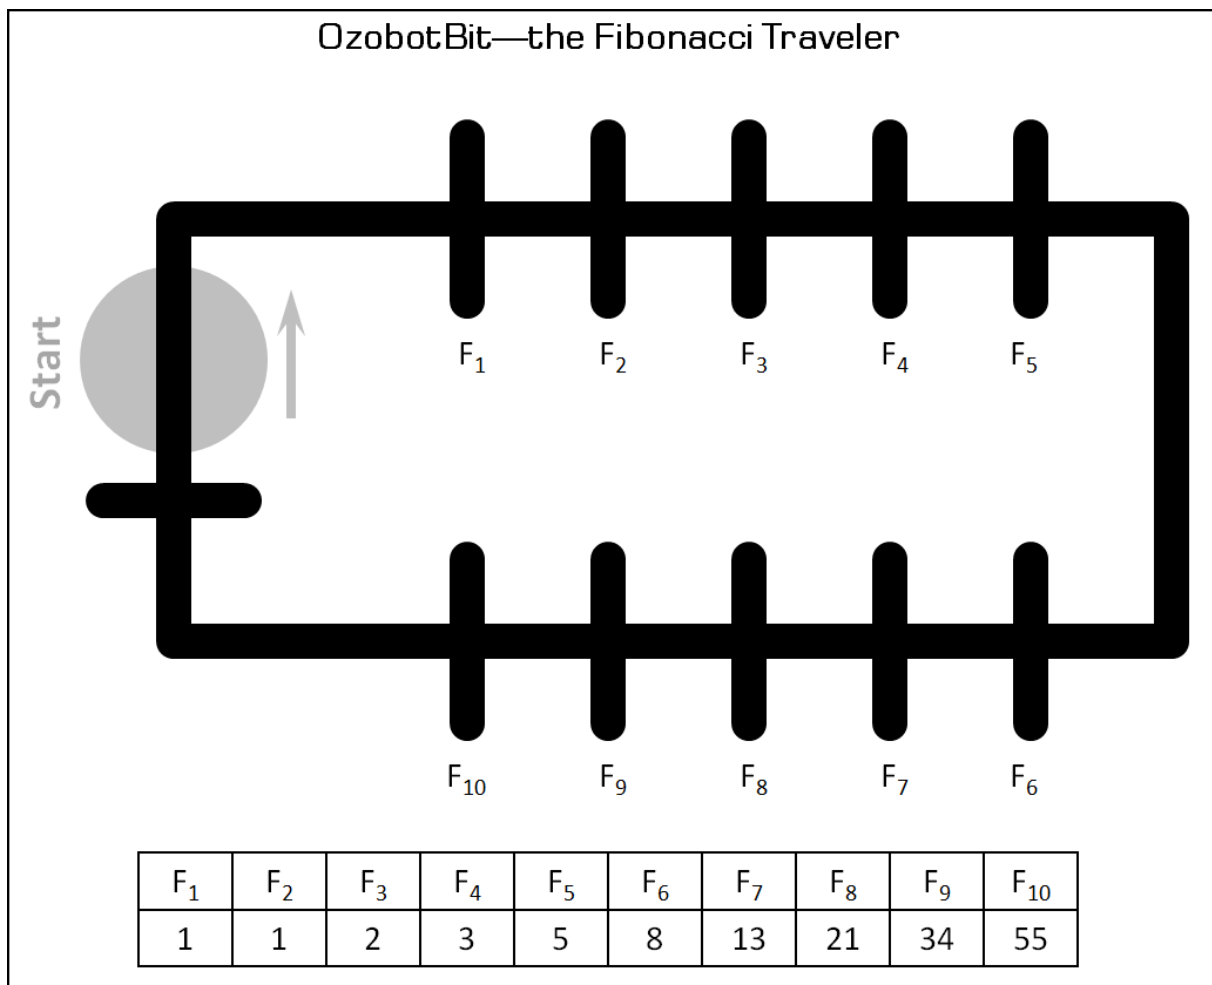 OzobotBit—the Fibonacci Traveler
Start
F₁ F₂ F₃ F₄ F₅
F₁₀ F₉ F₈ F₇ F₆
F₁ F₂ F₃ F₄ F₅ F₆ F₇ F₈ F₉ F₁₀
1 1 2 3 5 8 13 21 34 55